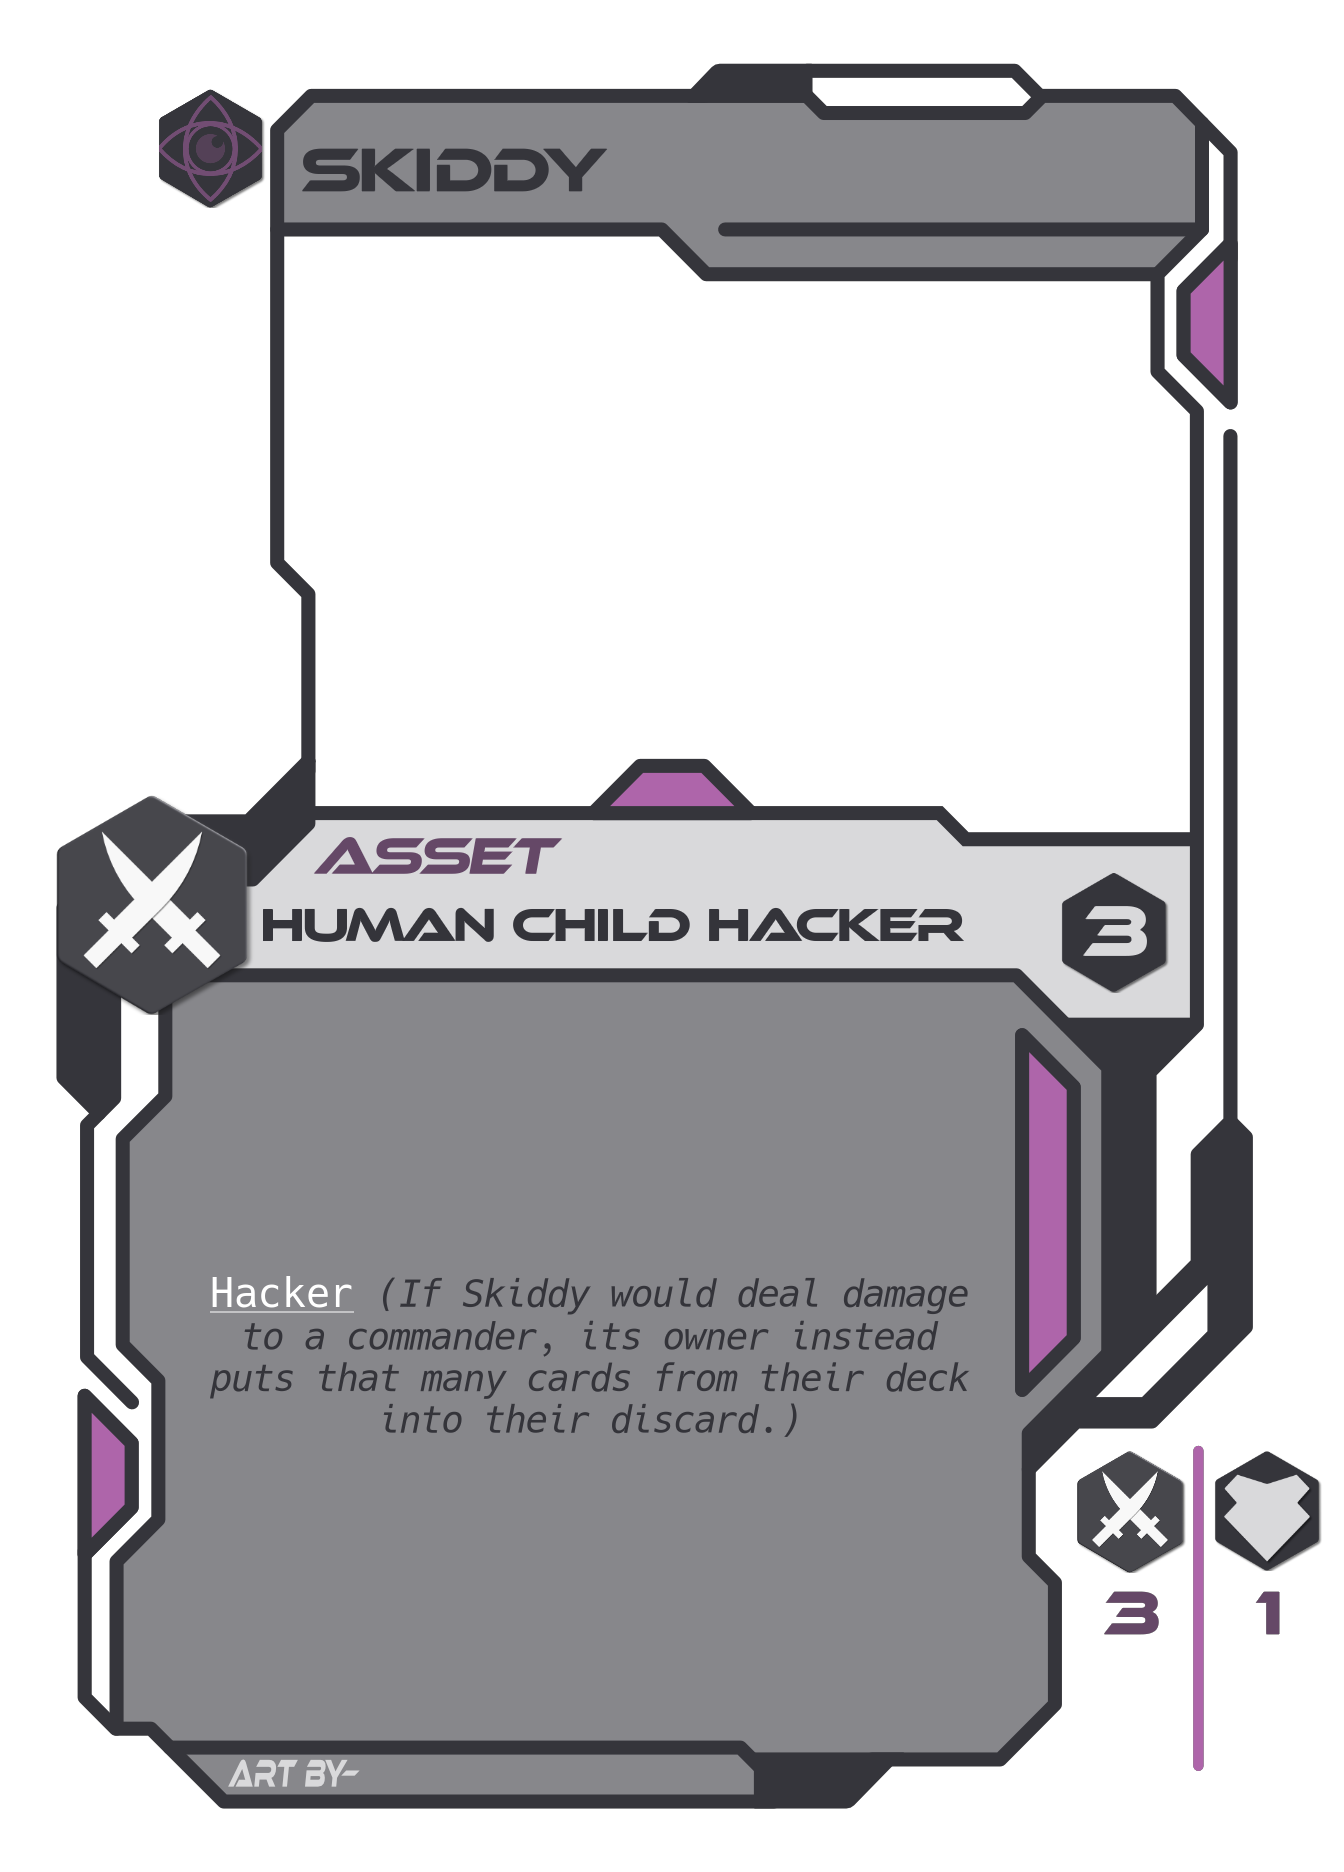 SKIDDY
ASSET
HUMAN CHILD HACKER
3
Hacker (If Skiddy would deal damage
to a commander, its owner instead
puts that many cards from their deck
into their discard.)
3 1
ART BY-